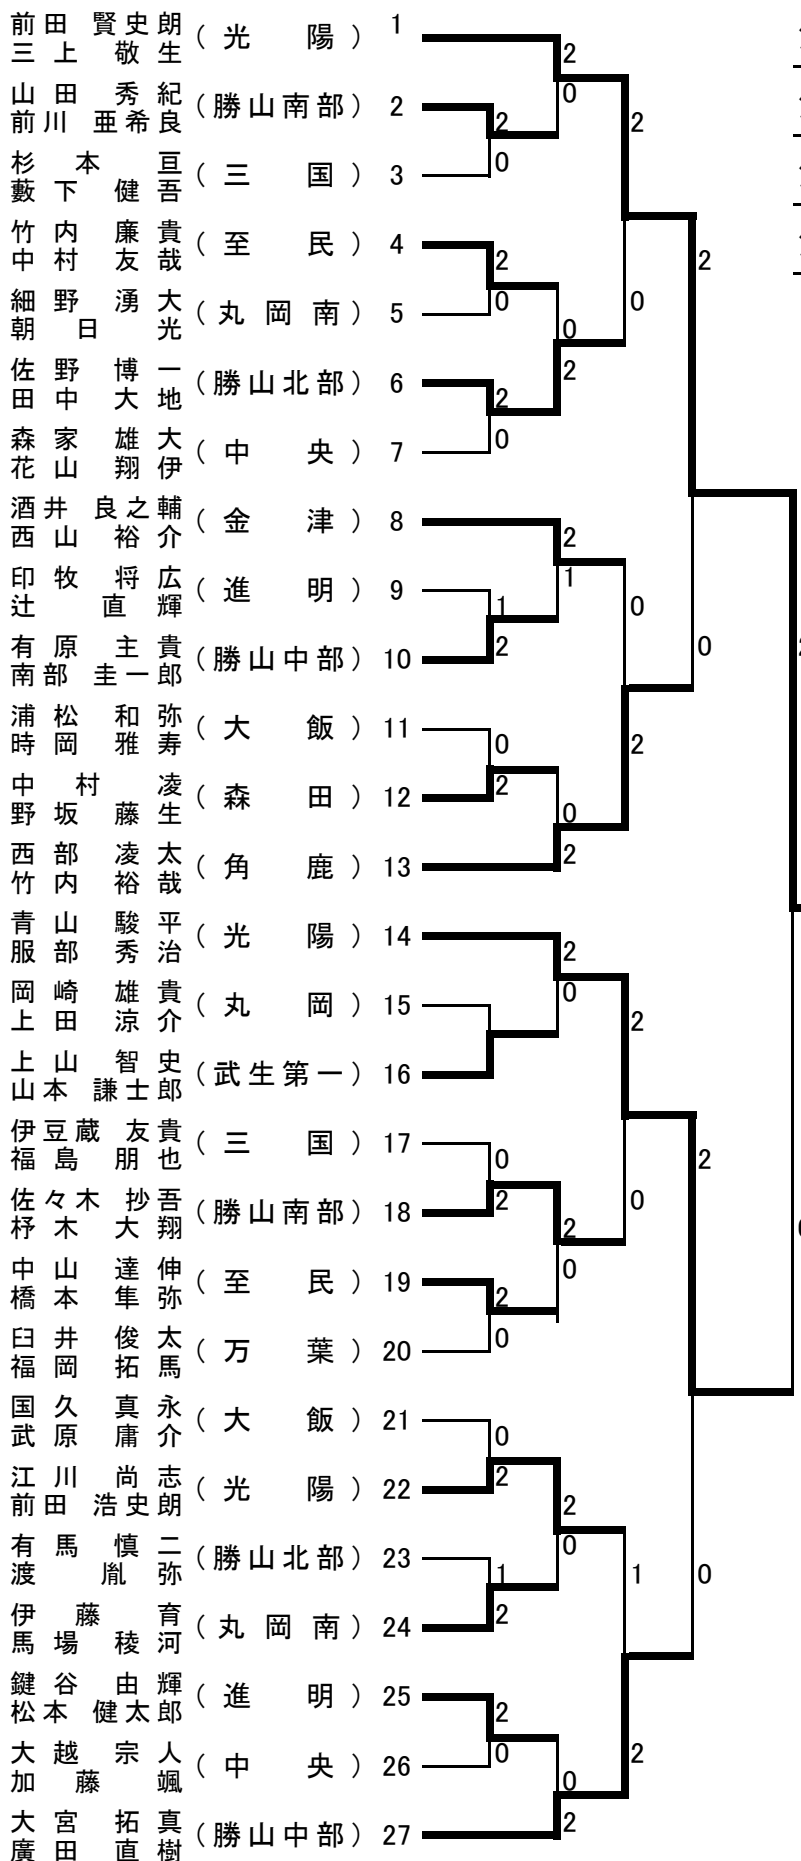 前田 賢史朗
三上 敬生
(光陽) 1
山田 秀紀
前川 亜希良
(勝山南部) 2
杉本 亘
藪下 健吾
(三国) 3
竹内 廉貴
中村 友哉
(至民) 4
細野 湧大
朝日 光
(丸岡南) 5
佐野 博一
田中 大地
(勝山北部) 6
森家 雄大
花山 翔伊
(中央) 7
酒井 良之輔
西山 裕介
(金津) 8
印牧 将広
辻 直輝
(進明) 9
有原 主貴
南部 圭一郎
(勝山中部) 10
浦松 和弥
時岡 雅寿
(大飯) 11
中村 凌
野坂 藤生
(森田) 12
西部 凌太
竹内 裕哉
(角鹿) 13
青山 駿平
服部 秀治
(光陽) 14
岡崎 雄貴
上田 涼介
(丸岡) 15
上山 智史
山本 謙士郎
(武生第一) 16
伊豆蔵 友貴
福島 朋也
(三国) 17
佐々木 抄吾
杼木 大翔
(勝山南部) 18
中山 達伸
橋本 隼弥
(至民) 19
臼井 俊太
福岡 拓馬
(万葉) 20
国久 真永
武原 庸介
(大飯) 21
江川 尚志
前田 浩史朗
(光陽) 22
有馬 慎二
渡 胤弥
(勝山北部) 23
伊藤 育
馬場 稜河
(丸岡南) 24
鍵谷 由輝
松本 健太郎
(進明) 25
大越 宗人
加藤 颯
(中央) 26
大宮 拓真
廣田 直樹
(勝山中部) 27
2
0
2
0
2
0
2
0
2
0
0
2
2
0
2
1
1
2
0
2
0
2
0
2
2
0
2
0
0
2
2
0
2
0
2
0
2
0
0
2
2
0
1
2
2
0
0
2
1
2
2
0